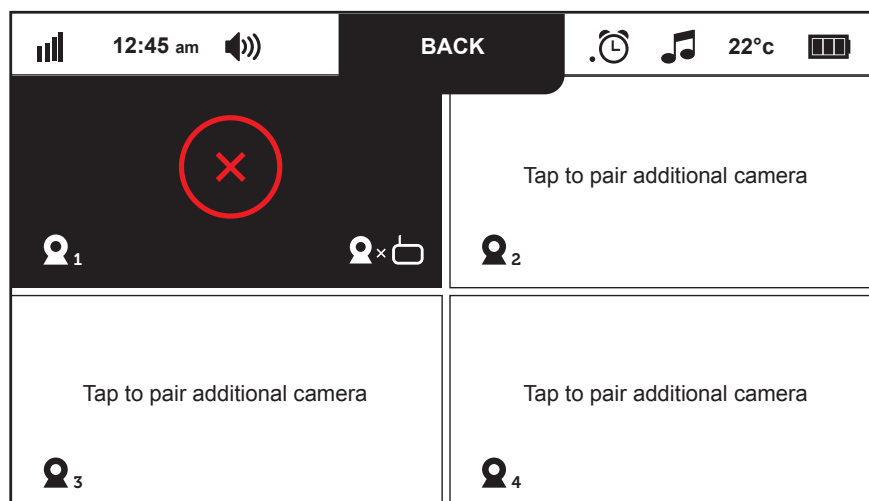 12:45 am BACK 22°c
Tap to pair additional camera
1
2
Tap to pair additional camera
Tap to pair additional camera
3
4